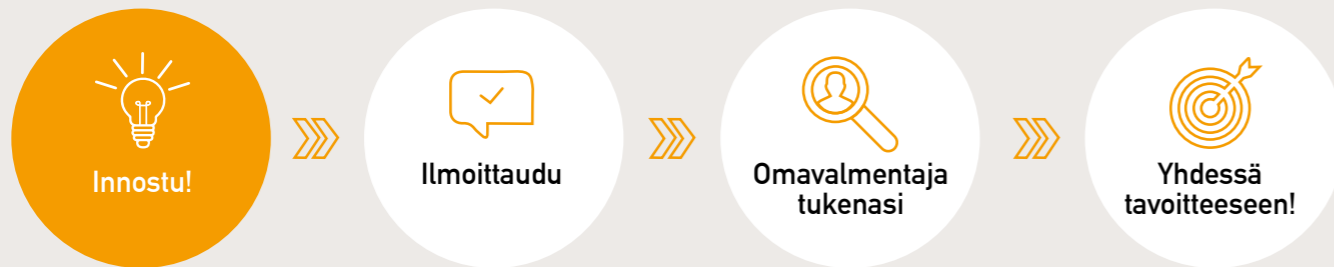 Innostu!
Ilmoittaudu
Omavalmentaja
tukenasi
Yhdessä
tavoitteeseen!